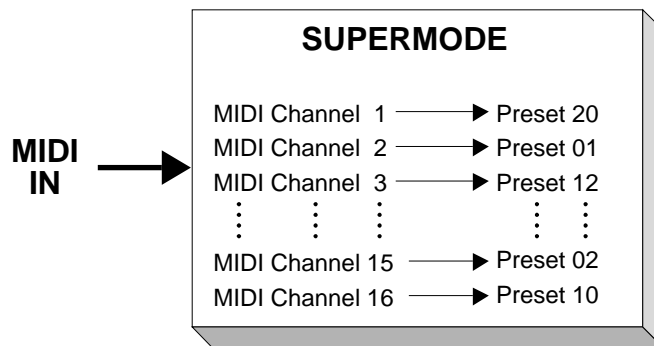 SUPERMODE
MIDI IN
MIDI Channel 1 Preset 20
MIDI Channel 2 Preset 01
MIDI Channel 3 Preset 12
MIDI Channel 15 Preset 02
MIDI Channel 16 Preset 10